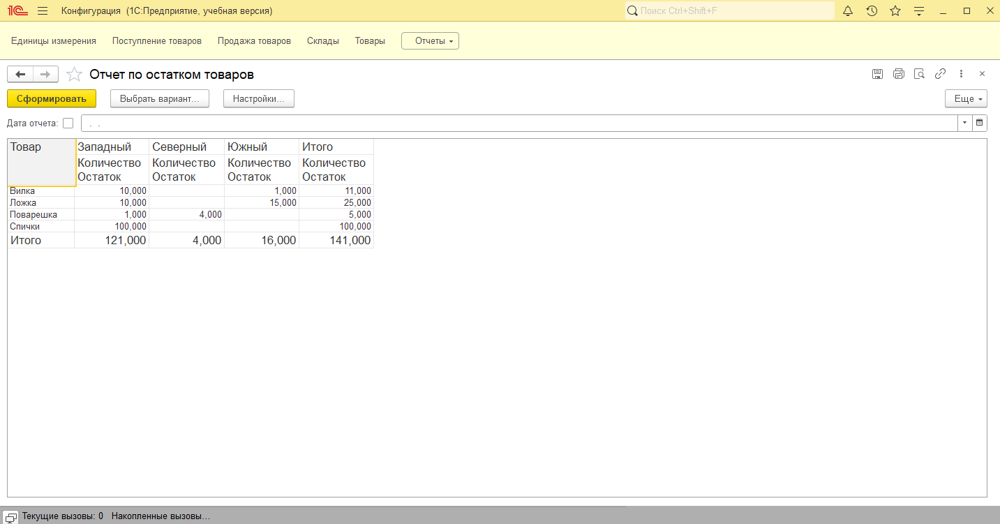 1С Конфигурация (1С:Предприятие, учебная версия) Поиск Ctrl+Shift+F
Единицы измерения Поступление товаров Продажа товаров Склады Товары Отчеты
Отчет по остатком товаров
Сформировать Выбрать вариант... Настройки... Еще
Дата отчета: . .
Товар Западный Северный Южный Итого
Количество Количество Количество Количество
Остаток Остаток Остаток Остаток
Вилка 10,000 1,000 11,000
Ложка 10,000 15,000 25,000
Поварешка 1,000 4,000 5,000
Спички 100,000 100,000
Итого 121,000 4,000 16,000 141,000
Текущие вызовы: 0 Накопленные вызовы...